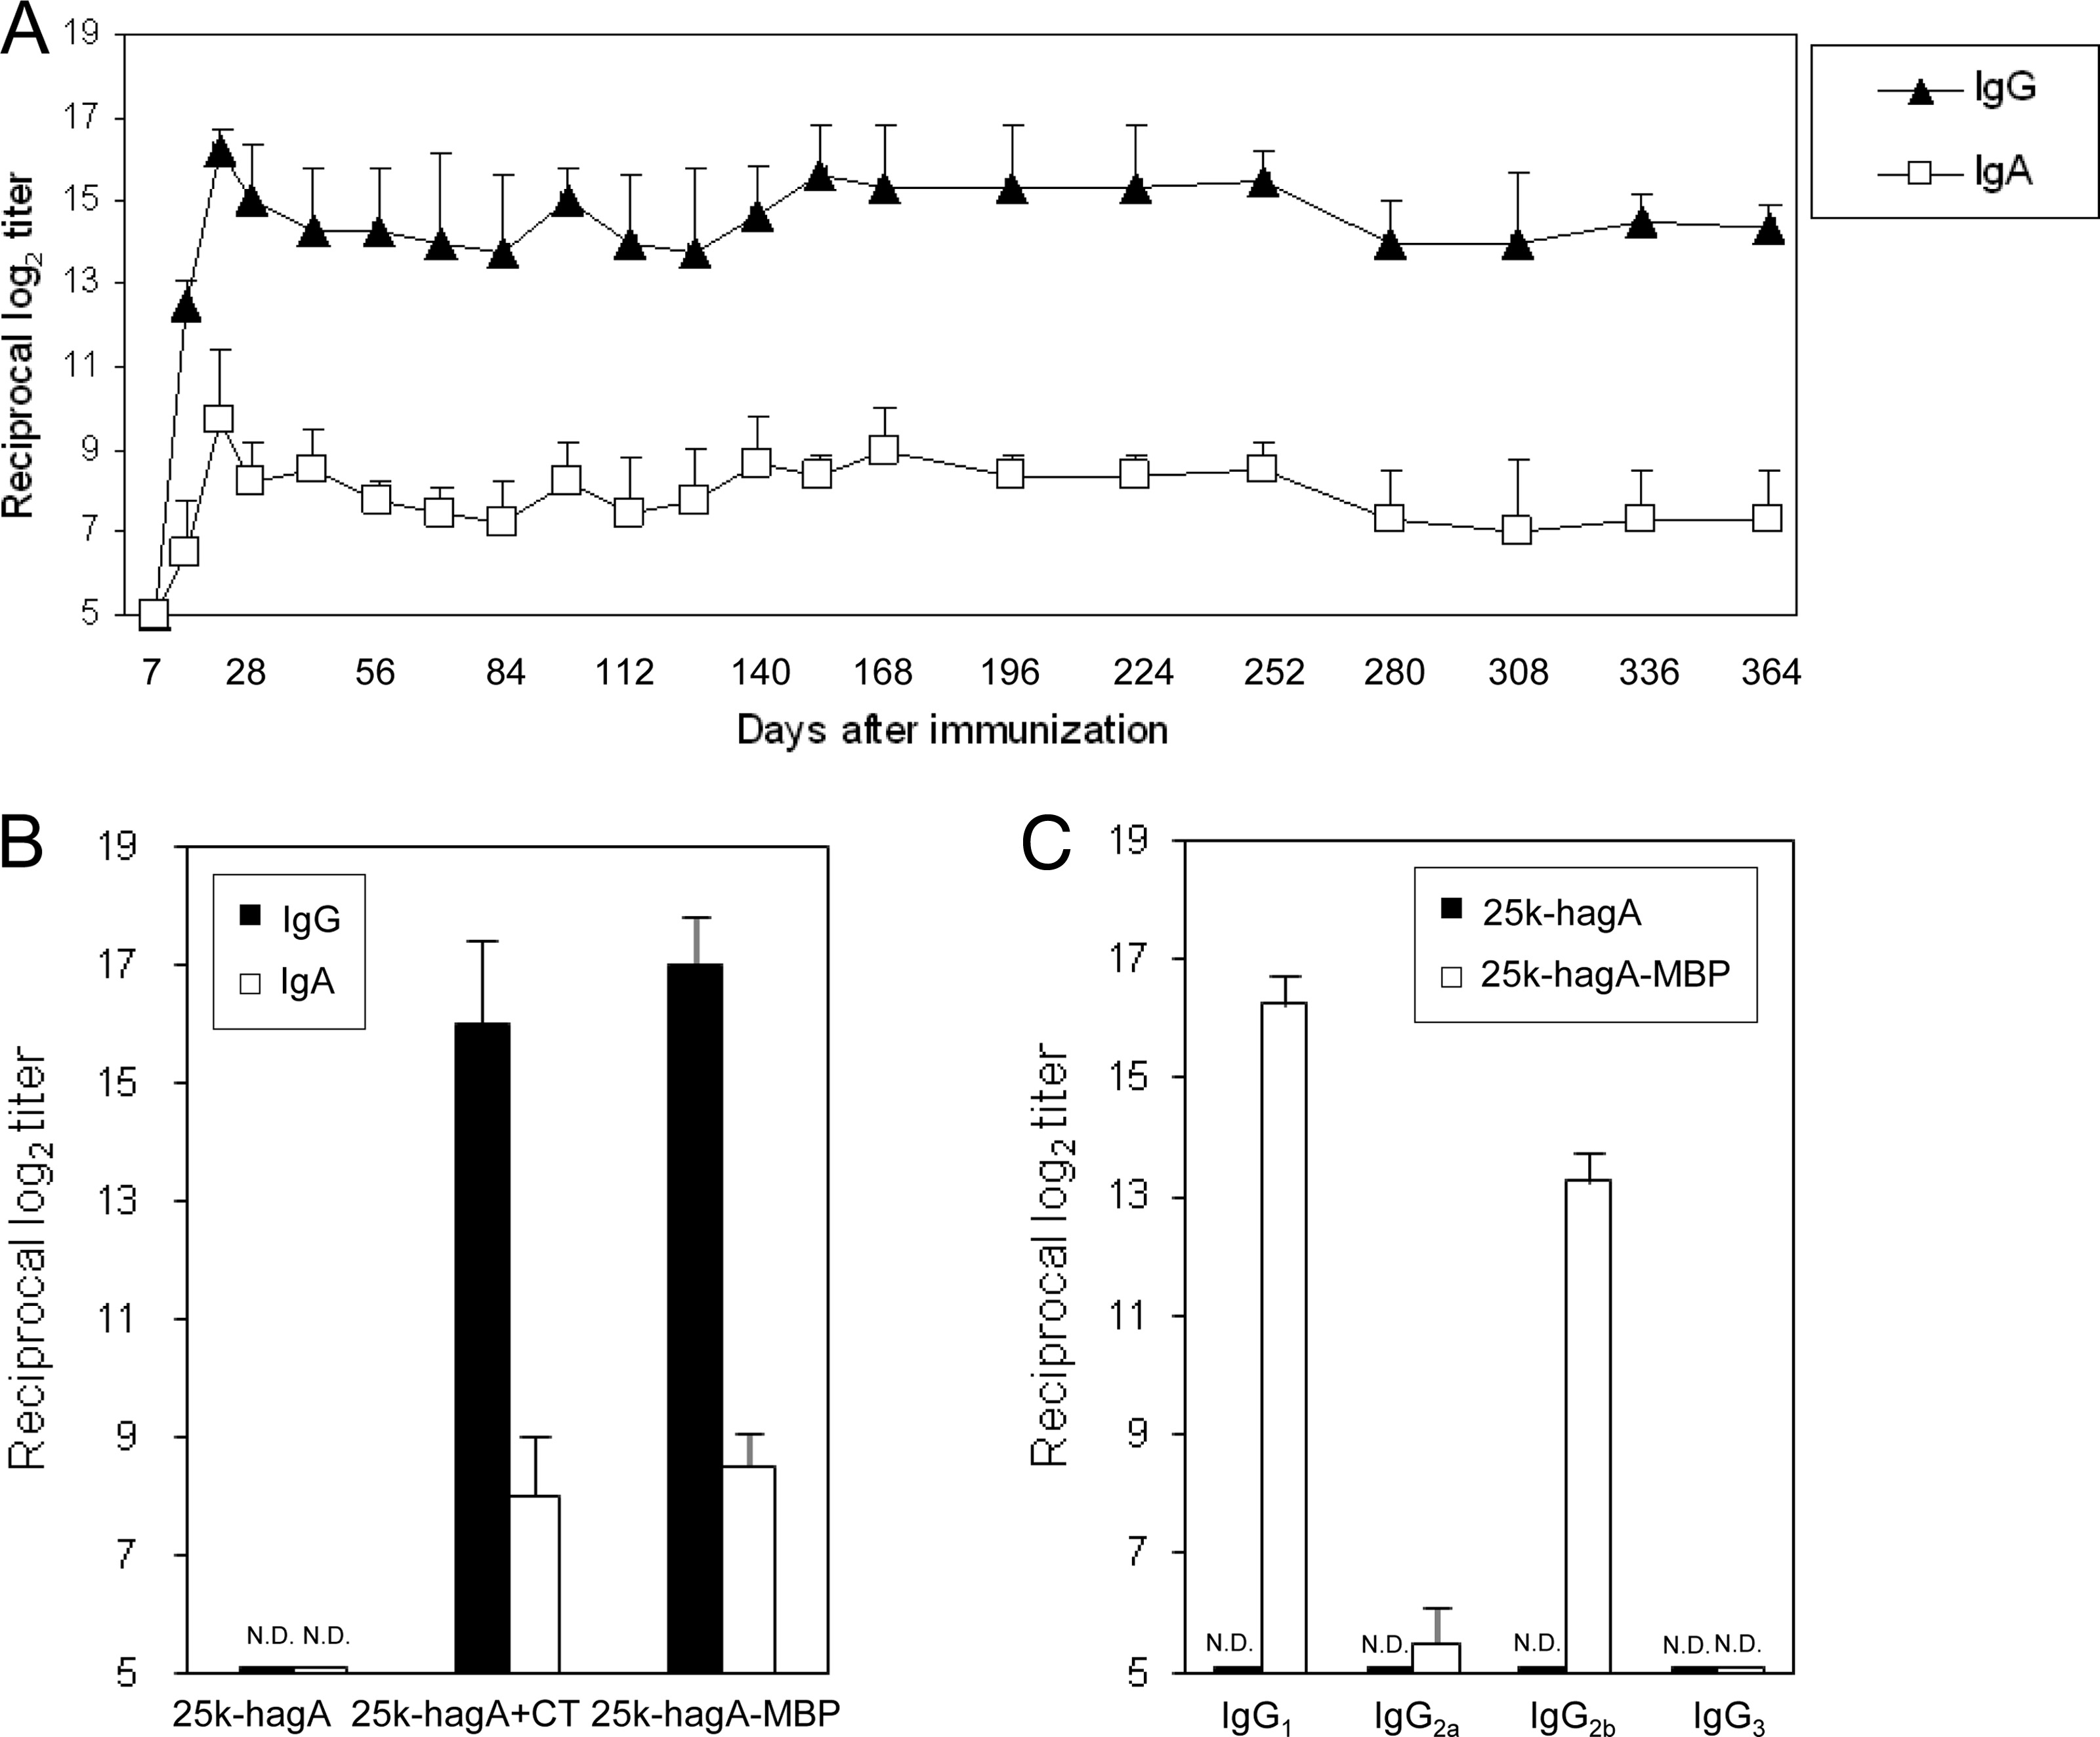 A
19
17
15
13
11
9
7
5
Reciprocal log2 titer
IgG
IgA
7 28 56 84 112 140 168 196 224 252 280 308 336 364
Days after immunization
B
19
17
15
13
11
9
7
5
Reciprocal log2 titer
IgG
IgA
N.D. N.D.
25k-hagA 25k-hagA+CT 25k-hagA-MBP
C
19
17
15
13
11
9
7
5
Reciprocal log2 titer
25k-hagA
25k-hagA-MBP
N.D. N.D. N.D. N.D. N.D.
IgG1 IgG2a IgG2b IgG3